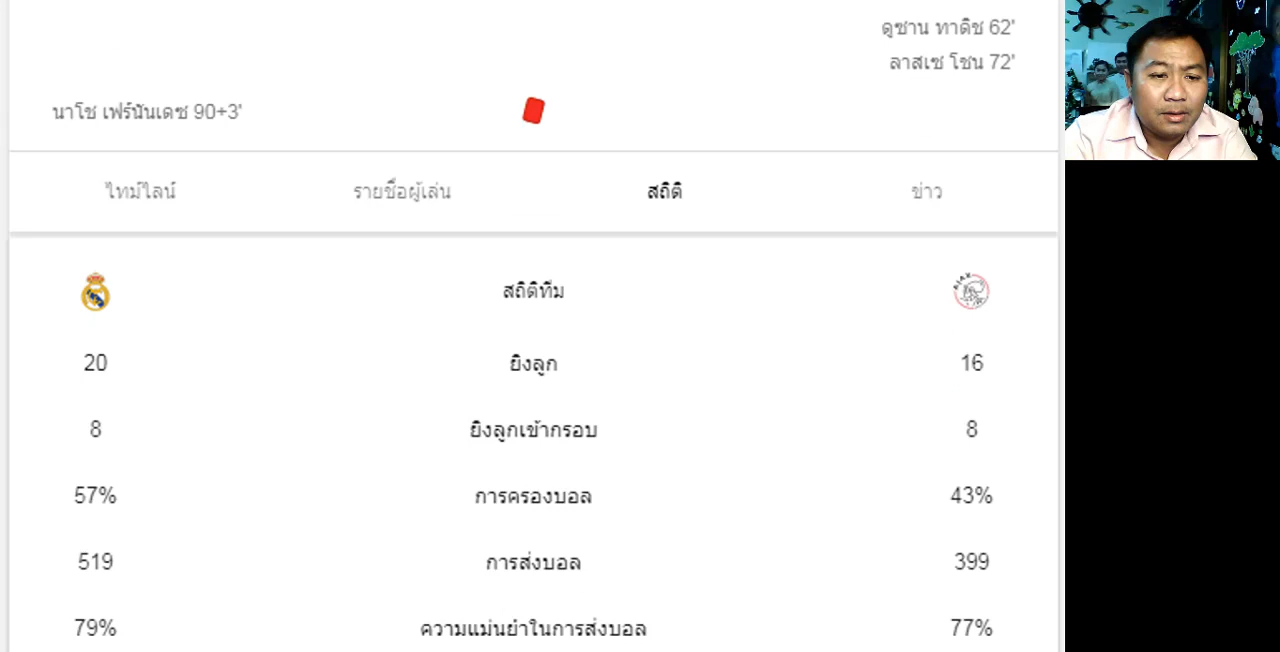 ดูซาน ทาดิช 62'
ลาสเซ โชน 72'
นาโช เฟร์นันเดซ 90+3'
ไทม์ไลน์ รายชื่อผู้เล่น สถิติ ข่าว
AJAX
สถิติทีม
20 ยิงลูก 16
8 ยิงลูกเข้ากรอบ 8
57% การครองบอล 43%
519 การส่งบอล 399
79% ความแม่นยำในการส่งบอล 77%